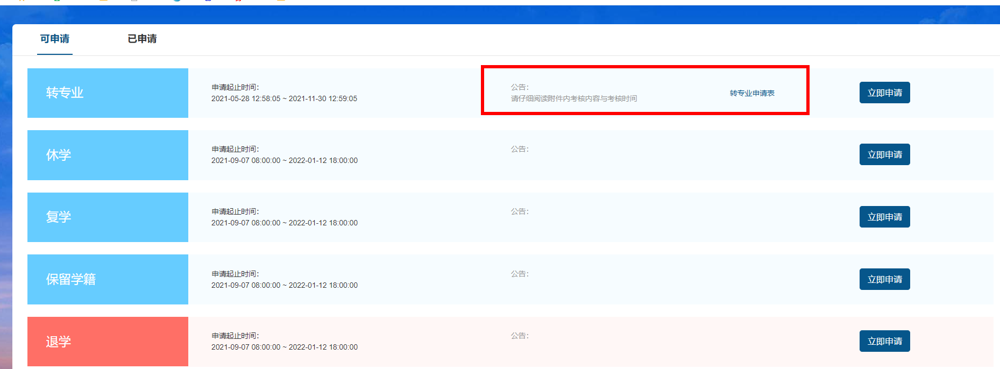 可申请
已申请
转专业
申请起止时间：
2021-05-28 12:58:05 ~ 2021-11-30 12:59:05
公告：
请仔细阅读附件内考核内容与考核时间
转专业申请表
立即申请
休学
申请起止时间：
2021-09-07 08:00:00 ~ 2022-01-12 18:00:00
公告：
立即申请
复学
申请起止时间：
2021-09-07 08:00:00 ~ 2022-01-12 18:00:00
公告：
立即申请
保留学籍
申请起止时间：
2021-09-07 08:00:00 ~ 2022-01-12 18:00:00
公告：
立即申请
退学
申请起止时间：
2021-09-07 08:00:00 ~ 2022-01-12 18:00:00
公告：
立即申请